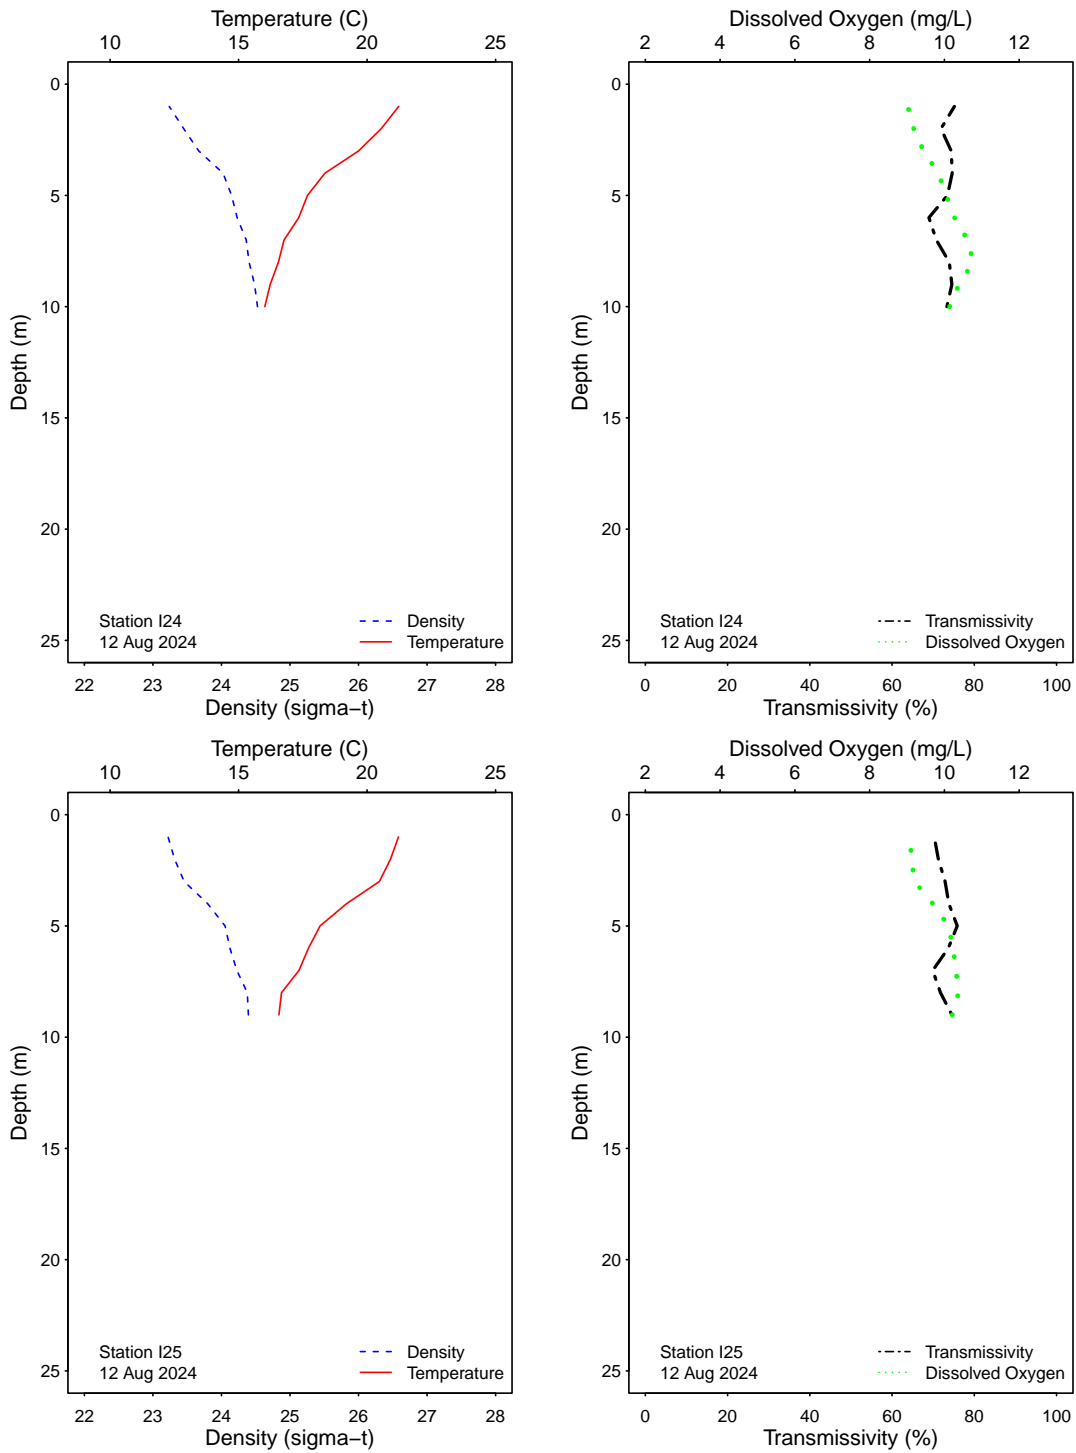 Temperature (C)
10 15 20 25
0
5
10
15
20
25
Depth (m)
Station I24
12 Aug 2024
Density
Temperature
22 23 24 25 26 27 28
Density (sigma−t)
Dissolved Oxygen (mg/L)
2 4 6 8 10 12
0
5
10
15
20
25
Depth (m)
Station I24
12 Aug 2024
Transmissivity
Dissolved Oxygen
0 20 40 60 80 100
Transmissivity (%)
Temperature (C)
10 15 20 25
0
5
10
15
20
25
Depth (m)
Station I25
12 Aug 2024
Density
Temperature
22 23 24 25 26 27 28
Density (sigma−t)
Dissolved Oxygen (mg/L)
2 4 6 8 10 12
0
5
10
15
20
25
Depth (m)
Station I25
12 Aug 2024
Transmissivity
Dissolved Oxygen
0 20 40 60 80 100
Transmissivity (%)